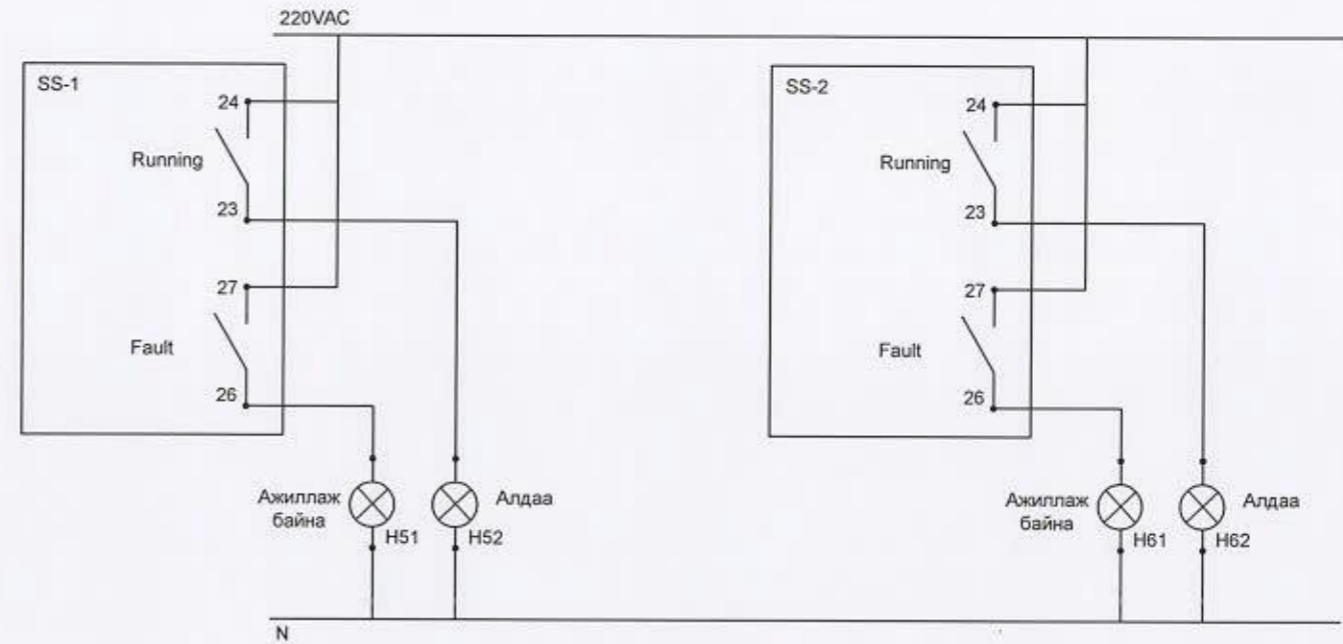 220VAC
SS-1
24
Running
23
27
Fault
26
Ажиллаж
байна
H51
H52
Алдаа
SS-2
24
Running
23
27
Fault
26
Ажиллаж
байна
H61
H62
Алдаа
N